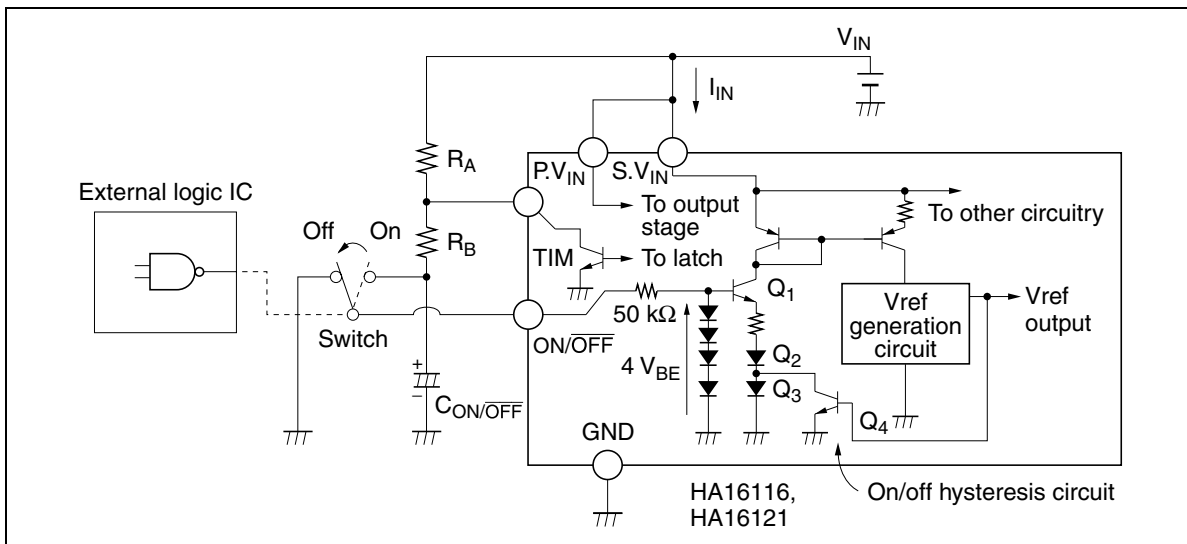 V_IN
I_IN
R_A
P.V_IN S.V_IN
External logic IC
To output
stage
To other circuitry
Off On
R_B
TIM
To latch
Q_1
50 kΩ
Vref
generation
circuit
Vref
output
Switch
ON/O̅F̅F̅
4 V_BE
Q_2
Q_3
+
−
C_ON/O̅F̅F̅
Q_4
GND
HA16116,
HA16121
On/off hysteresis circuit